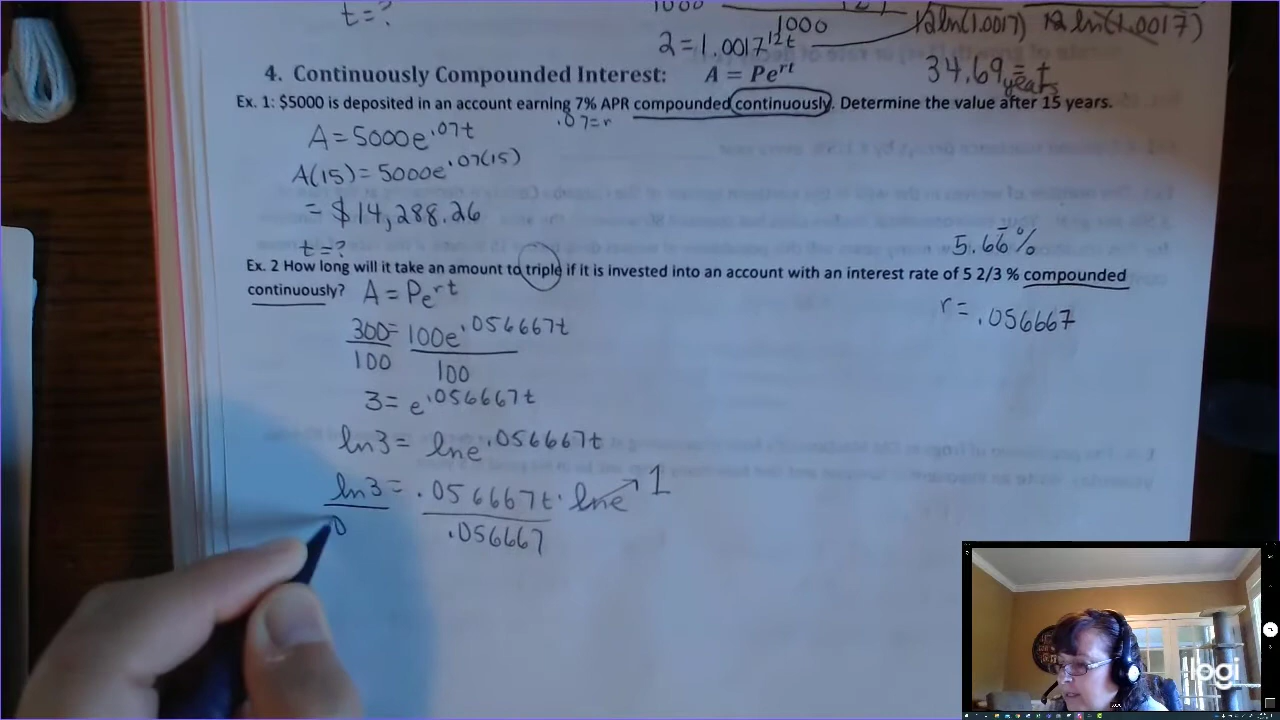 t=?
1000
1000
12ln(1.0017) 12 ln(1.0017)
2 = 1.0017^12t
34.69 = t
years
4. Continuously Compounded Interest: A = Pe^rt
Ex. 1: $5000 is deposited in an account earning 7% APR compounded continuously. Determine the value after 15 years.
.07=r
A = 5000e^.07t
A(15) = 5000e^.07(15)
= $14,288.26
t=?
5.66%
Ex. 2 How long will it take an amount to triple if it is invested into an account with an interest rate of 5 2/3 % compounded
continuously? A = Pe^rt
r = .056667
300 = 100e^.056667t
100 100
3 = e^.056667t
ln3 = lne^.056667t
ln3 = .056667t · lne 1
.0 .056667
logi